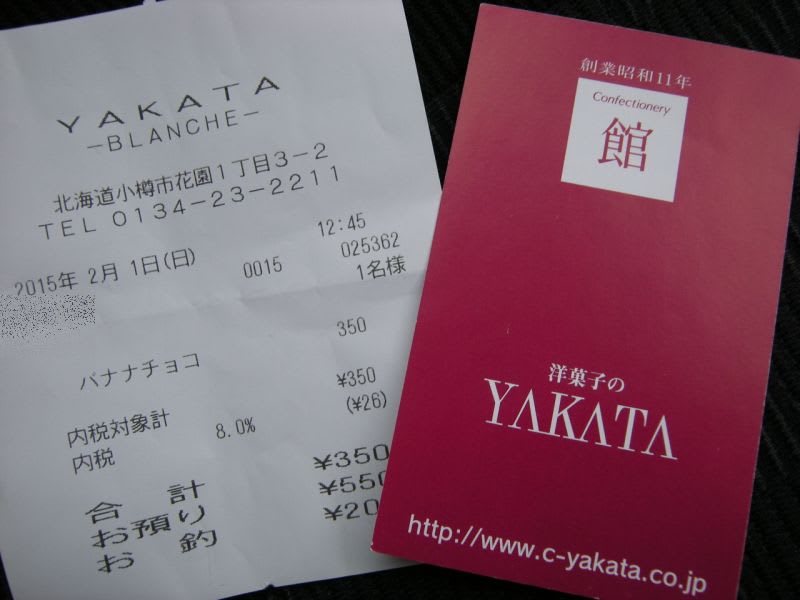 YAKATA
-BLANCHE-
北海道小樽市花園1丁目3-2
TEL 0134-23-2211
12:45
2015年 2月 1日(日) 0015 025362
1名様
バナナチョコ 350
内税対象計 ¥350
内税 8.0% (¥26)
合計 ¥350
お預り ¥550
お釣 ¥20
創業昭和11年
Confectionery
館
洋菓子の
YAKATA
http://www.c-yakata.co.jp